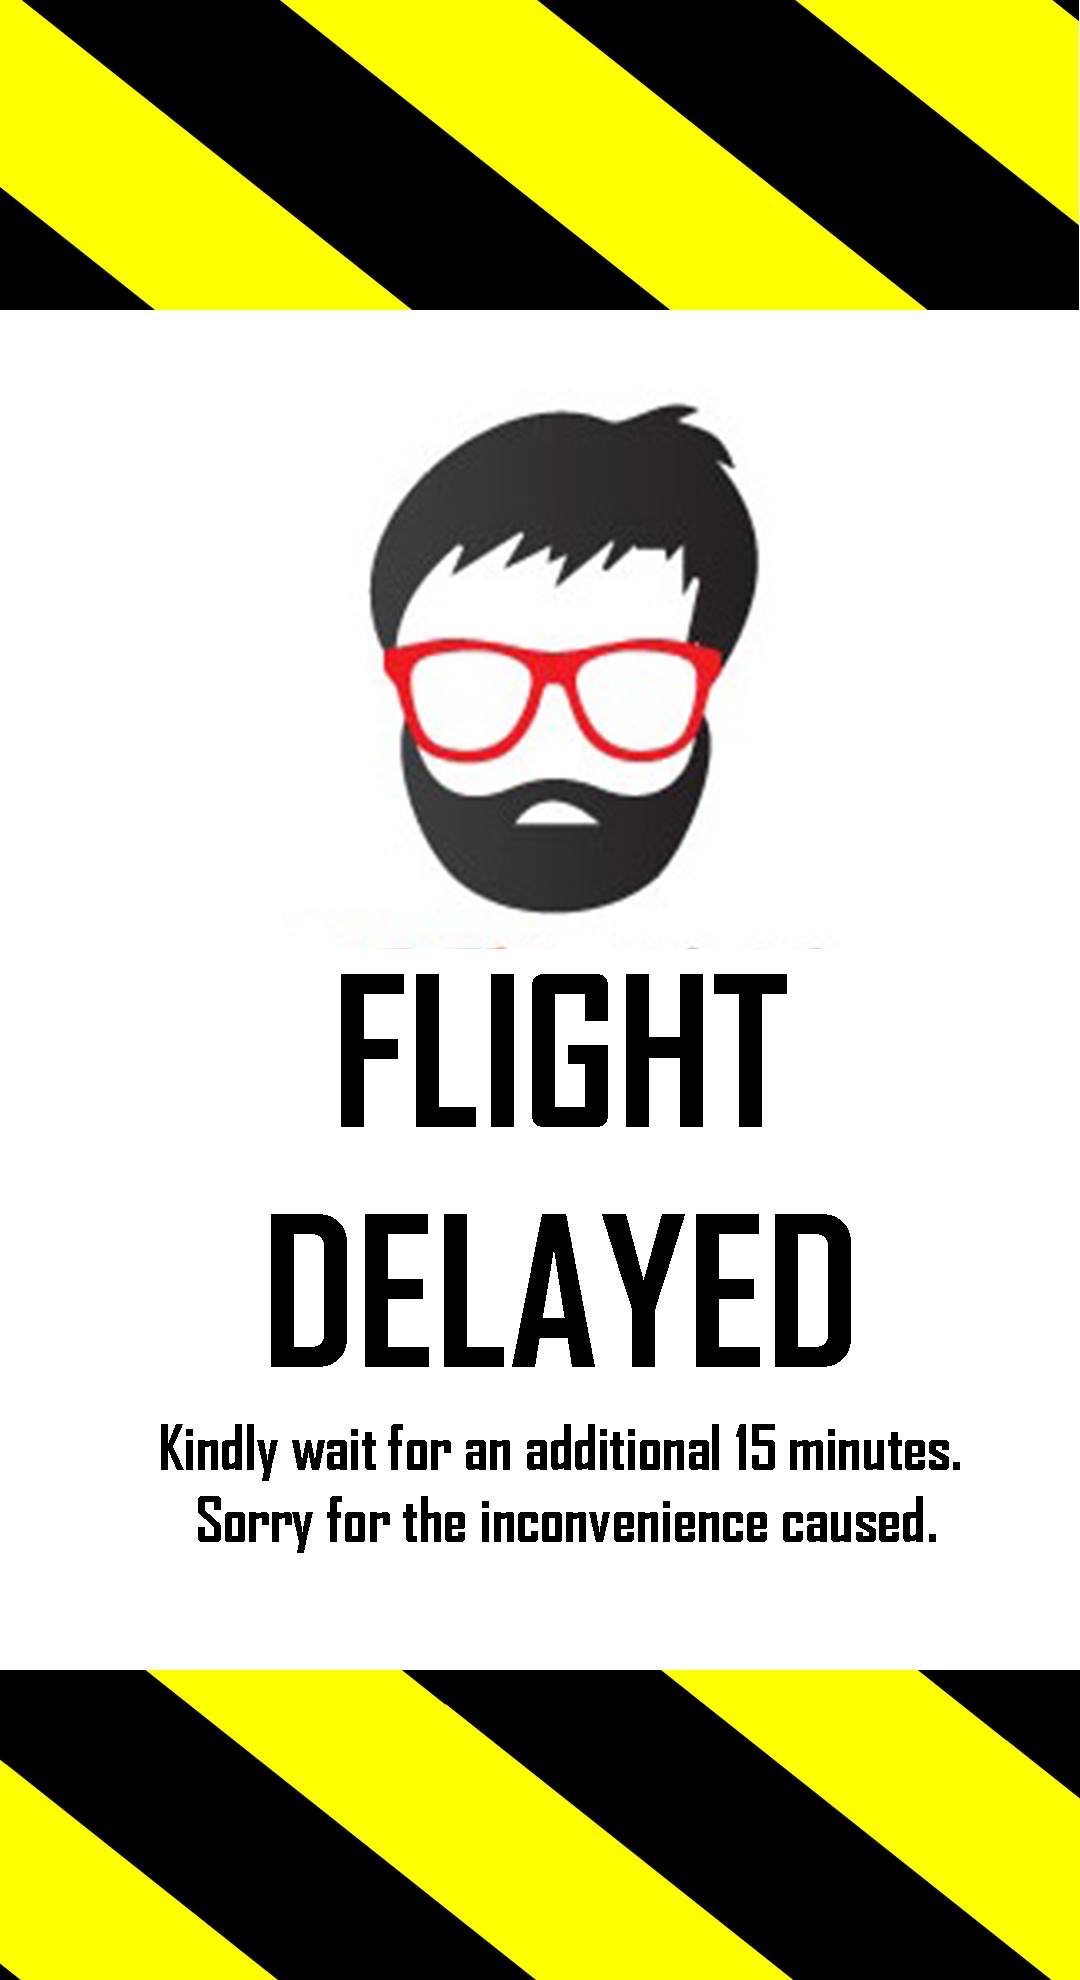 FLIGHT
DELAYED
Kindly wait for an additional 15 minutes.
Sorry for the inconvenience caused.